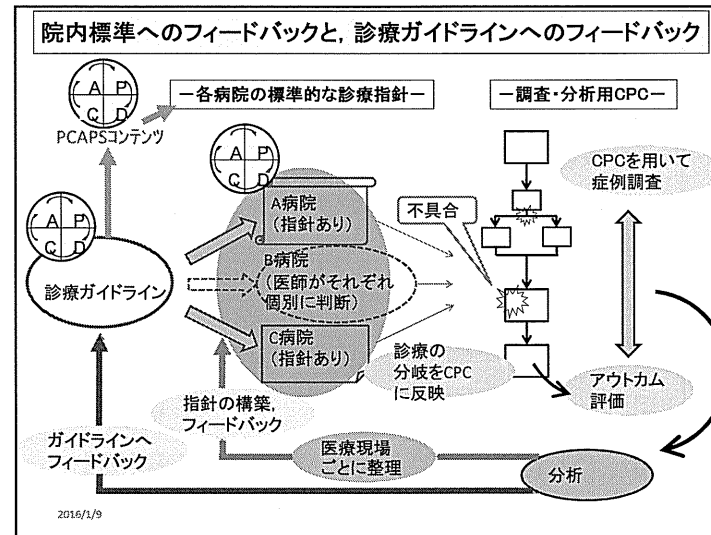 院内標準へのフィードバックと，診療ガイドラインへのフィードバック
A P
C D
PCAPSコンテンツ
－各病院の標準的な診療指針－
－調査・分析用CPC－
A P
C D
A P
C D
診療ガイドライン
A病院
（指針あり）
B病院
（医師がそれぞれ
個別に判断）
C病院
（指針あり）
不具合
CPCを用いて
症例調査
診療の
分岐をCPC
に反映
アウトカム
評価
指針の構築，
フィードバック
ガイドラインへ
フィードバック
医療現場
ごとに整理
分析
2016/1/9